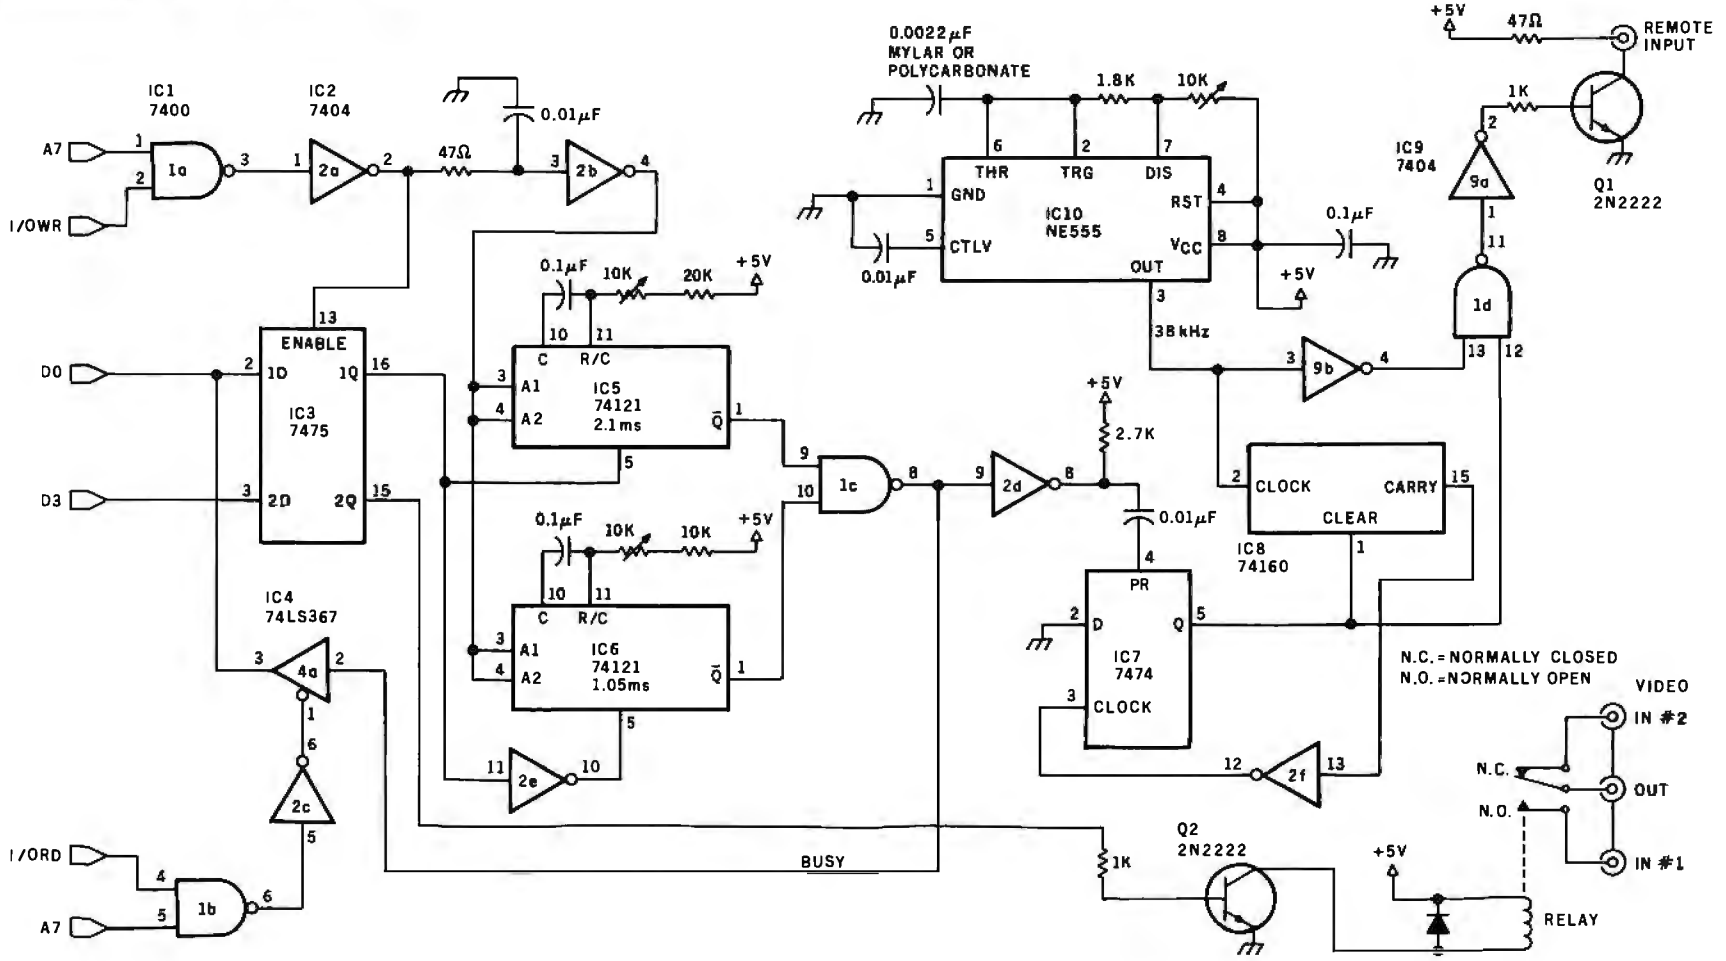 +5V
47Ω
REMOTE
INPUT
0.0022μF
MYLAR OR
POLYCARBONATE
1.8K
10K
1K
IC1
7400
IC2
7404
0.01μF
2
IC9
7404
9a
Q1
2N2222
A7
1
1a
3
1
2a
2
47Ω
3
2b
4
2
I/OWR
6
2
7
THR
TRG
DIS
1
GND
IC10
NE555
RST
4
5
CTLV
VCC
8
0.1μF
0.01μF
OUT
3
+5V
38kHz
1
11
1d
13
12
0.1μF
10K
20K
+5V
13
ENABLE
10
11
C
R/C
D0
2
1D
1Q
16
3
A1
IC5
74121
2.1ms
4
A2
Q̄
1
5
IC3
7475
D3
3
2D
2Q
15
3
9b
4
+5V
2.7K
9
10
1c
8
9
2d
8
0.01μF
2
CLOCK
CARRY
15
CLEAR
1
IC8
74160
0.1μF
10K
10K
+5V
10
11
C
R/C
3
A1
IC6
74121
1.05ms
4
A2
Q̄
1
5
4
PR
2
D
Q
5
IC7
7474
3
CLOCK
IC4
74LS367
3
4a
2
1
6
2c
5
11
2e
10
12
2f
13
N.C.=NORMALLY CLOSED
N.O.=NORMALLY OPEN
VIDEO
IN #2
N.C.
OUT
N.O.
IN #1
I/ORD
4
1b
6
A7
5
BUSY
1K
Q2
2N2222
+5V
RELAY